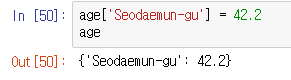 In [50]: age['Seodaemun-gu'] = 42.2
age
Out[50]: {'Seodaemun-gu': 42.2}